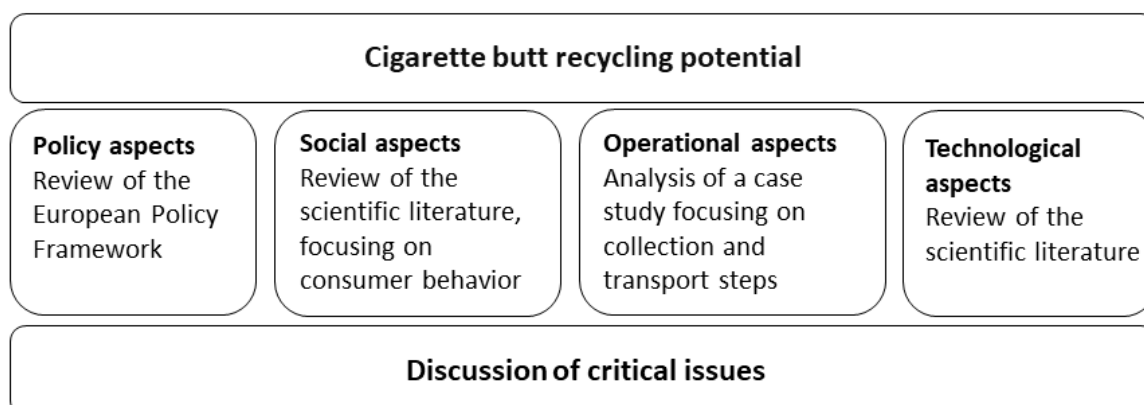 Cigarette butt recycling potential
Policy aspects
Review of the
European Policy
Framework
Social aspects
Review of the
scientific literature,
focusing on
consumer behavior
Operational aspects
Analysis of a case
study focusing on
collection and
transport steps
Technological
aspects
Review of the
scientific literature
Discussion of critical issues